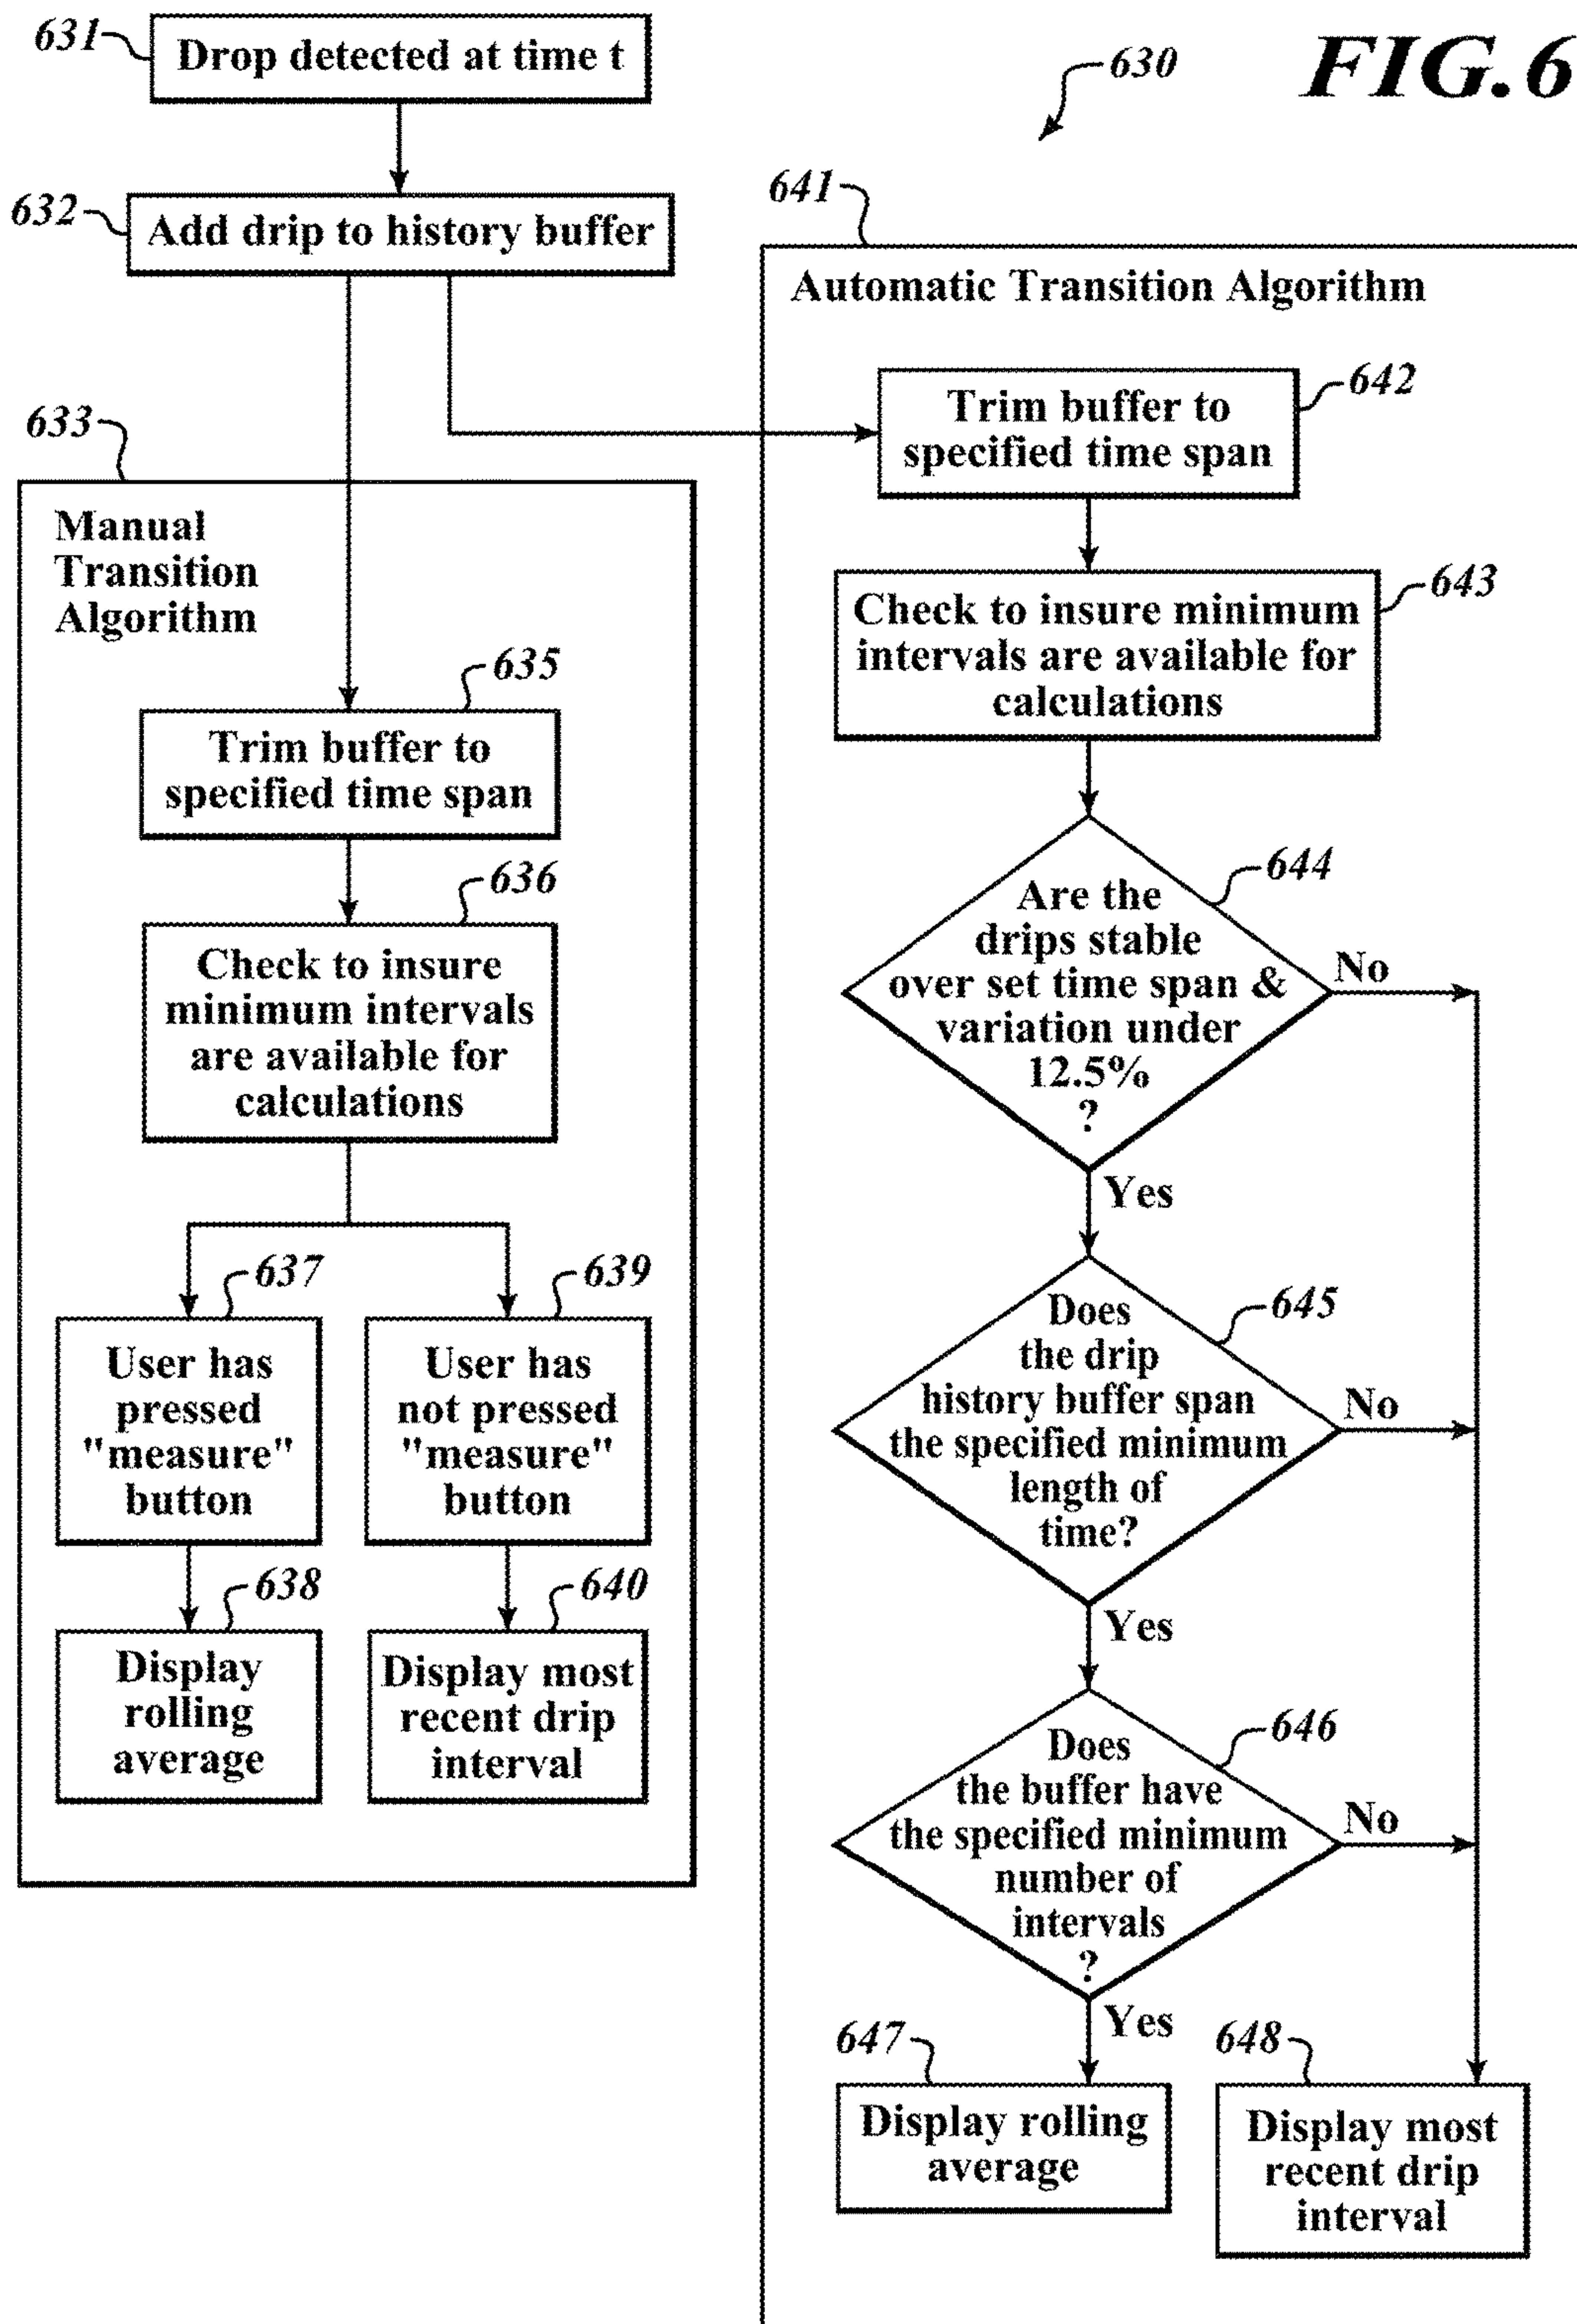 FIG.6
630
631
Drop detected at time t
632
Add drip to history buffer
633
Manual
Transition
Algorithm
635
Trim buffer to
specified time span
636
Check to insure
minimum intervals
are available for
calculations
637
User has
pressed
"measure"
button
638
Display
rolling
average
639
User has
not pressed
"measure"
button
640
Display most
recent drip
interval
641
Automatic Transition Algorithm
642
Trim buffer to
specified time span
643
Check to insure minimum
intervals are available for
calculations
644
Are the
drips stable
over set time span &
variation under
12.5%
?
No
Yes
645
Does
the drip
history buffer span
the specified minimum
length of
time?
No
Yes
646
Does
the buffer have
the specified minimum
number of
intervals
?
No
Yes
647
Display rolling
average
648
Display most
recent drip
interval